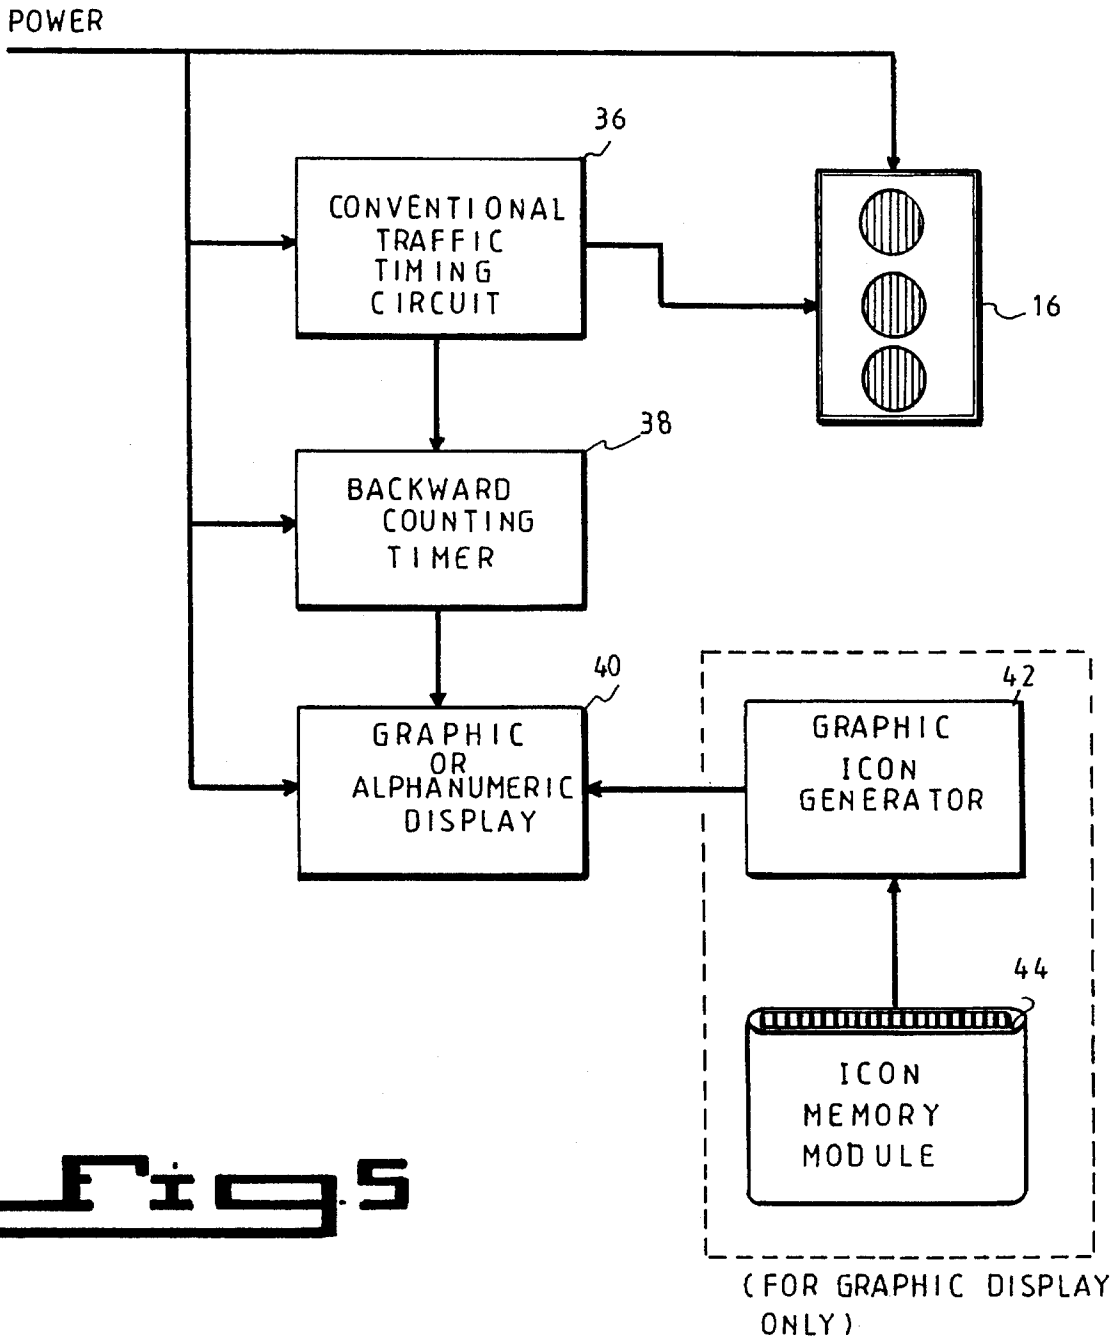 POWER
36
CONVENTIONAL
TRAFFIC
TIMING
CIRCUIT
16
38
BACKWARD
COUNTING
TIMER
40
GRAPHIC
OR
ALPHANUMERIC
DISPLAY
42
GRAPHIC
ICON
GENERATOR
44
ICON
MEMORY
MODULE
Fig.5
(FOR GRAPHIC DISPLAY
ONLY)